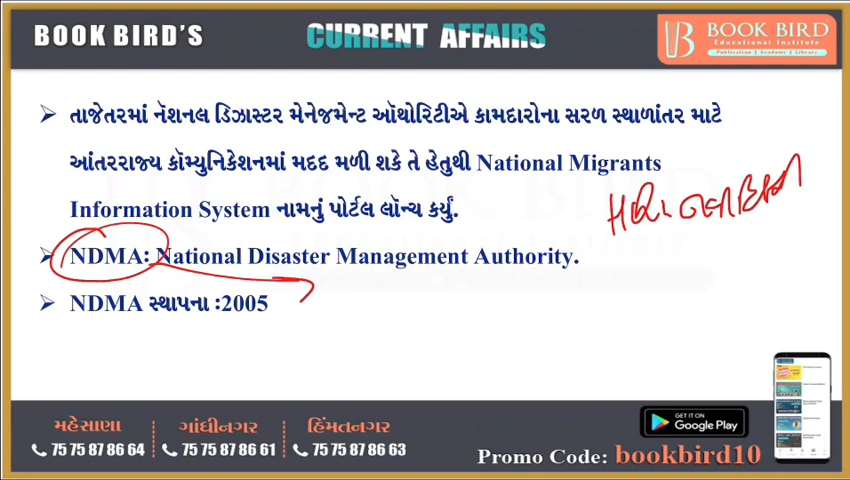 BOOK BIRD'S
CURRENT AFFAIRS
BOOK BIRD
Educational Institute
Publication | Academy | Library
તાજેતરમાં નૅશનલ ડિઝાસ્ટર મેનેજમેન્ટ ઑથોરિટીએ કામદારોના સરળ સ્થાળાંતર માટે
આંતરરાજ્ય કૉમ્યુનિકેશનમાં મદદ મળી શકે તે હેતુથી National Migrants
Information System નામનું પોર્ટલ લૉન્ચ કર્યું.
NDMA: National Disaster Management Authority.
NDMA સ્થાપના :2005
મહેસાણા
75 75 87 86 64
ગાંધીનગર
75 75 87 86 61
હિંમતનગર
75 75 87 86 63
GET IT ON
Google Play
Promo Code: bookbird10